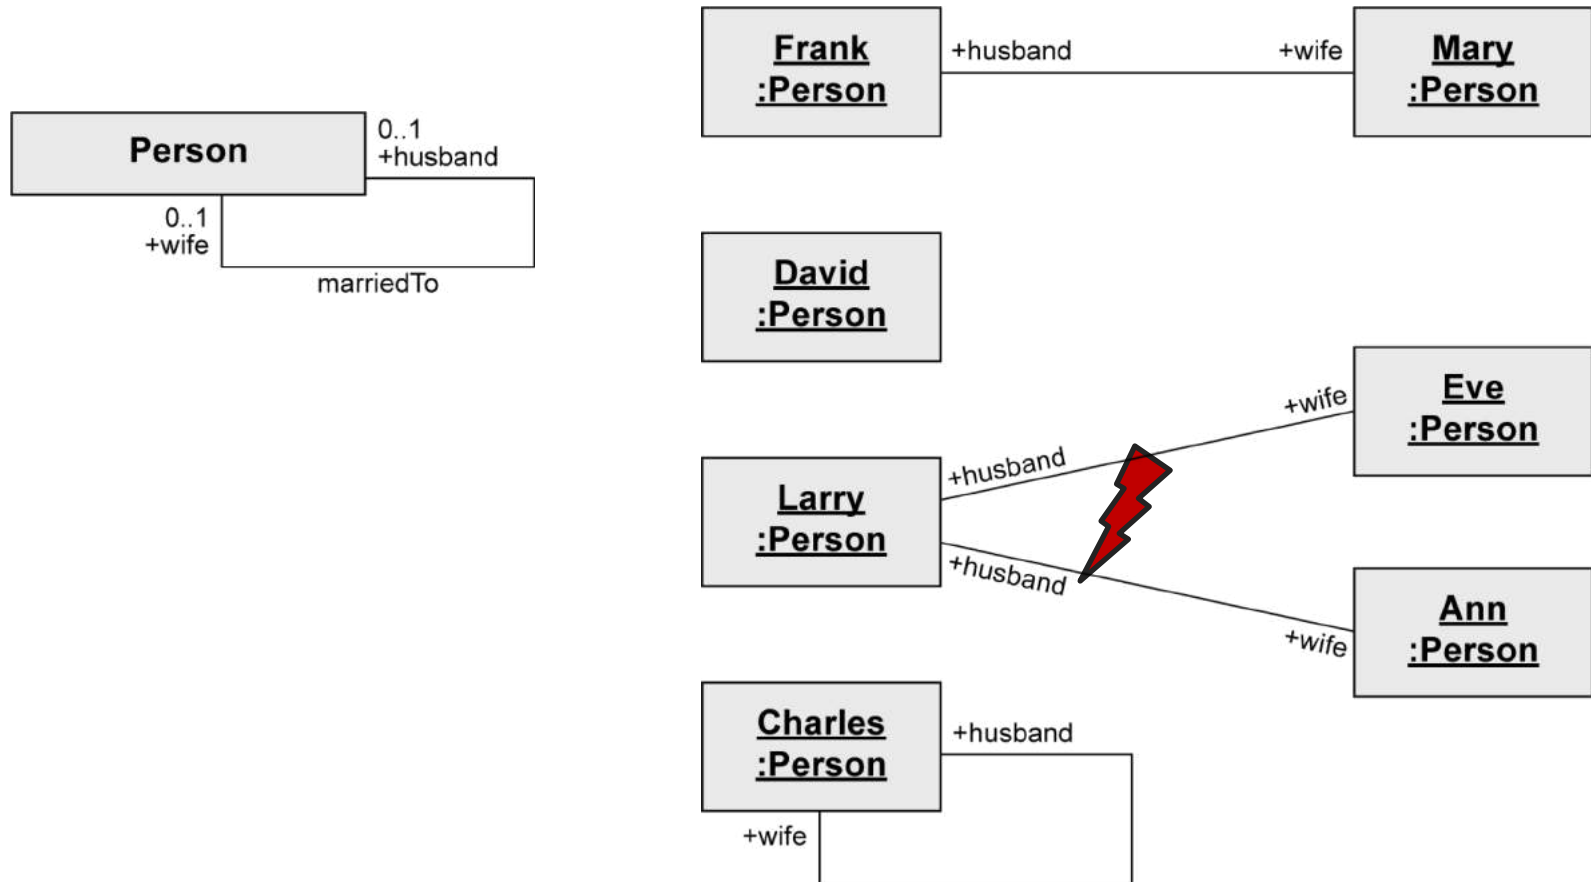 Person
0..1
+husband
0..1
+wife
marriedTo
Frank
:Person
+husband
+wife
Mary
:Person
David
:Person
Larry
:Person
+husband
+wife
Eve
:Person
+husband
+wife
Ann
:Person
Charles
:Person
+husband
+wife